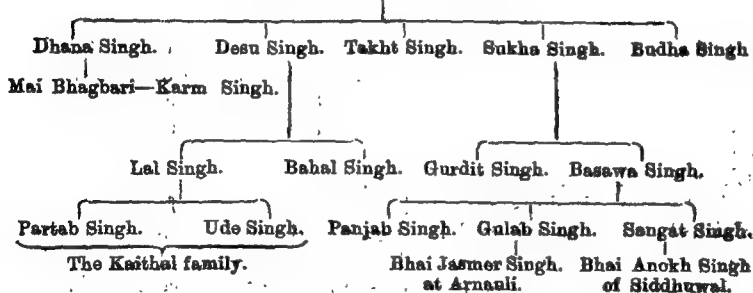 Dhana Singh. Desu Singh. Takht Singh. Sukha Singh. Budha Singh
Mai Bhagbari—Karm Singh.
Lal Singh. Bahal Singh. Gurdit Singh. Basawa Singh.
Partab Singh. Ude Singh. Panjab Singh. Gulab Singh. Sangat Singh.
The Kaithal family. Bhai Jasmer Singh. Bhai Anokh Singh
at Arnauli. of Siddhuwal.